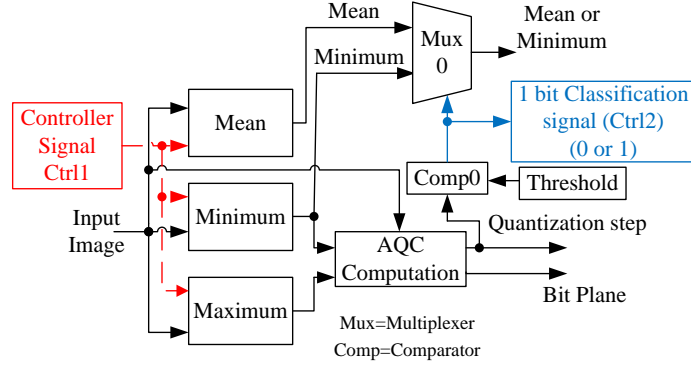 Mean
Minimum
Mux
0
Mean or
Minimum
Controller
Signal
Ctrl1
Mean
1 bit Classification
signal (Ctrl2)
(0 or 1)
Comp0
Threshold
Input
Image
Minimum
AQC
Computation
Quantization step
Maximum
Bit Plane
Mux=Multiplexer
Comp=Comparator